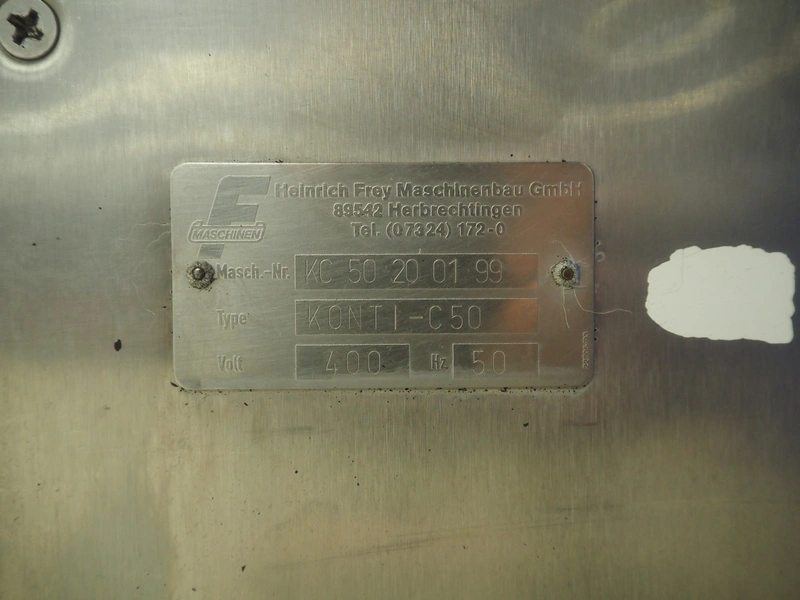 Heinrich Frey Maschinenbau GmbH
89542 Herbrechtingen
Tel. (07324) 172-0
F
MASCHINEN
Masch.-Nr. KC 50 20 01 99
Type KONTI-C50
Volt 400 Hz 50